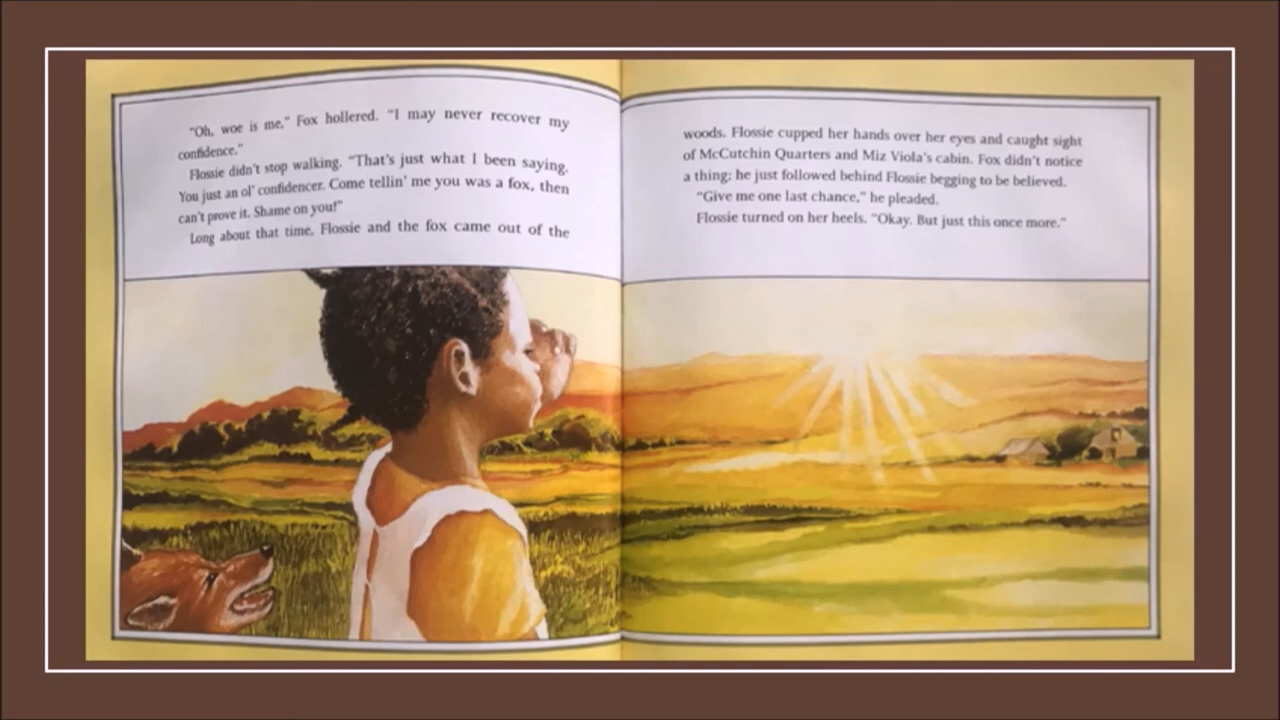 "Oh, woe is me," Fox hollered. "I may never recover my
confidence."
Flossie didn't stop walking. "That's just what I been saying.
You just an ol' confidencer. Come tellin' me you was a fox, then
can't prove it. Shame on you!"
Long about that time, Flossie and the fox came out of the
woods. Flossie cupped her hands over her eyes and caught sight
of McCutchin Quarters and Miz Viola's cabin. Fox didn't notice
a thing; he just followed behind Flossie begging to be believed.
"Give me one last chance," he pleaded.
Flossie turned on her heels. "Okay. But just this once more."